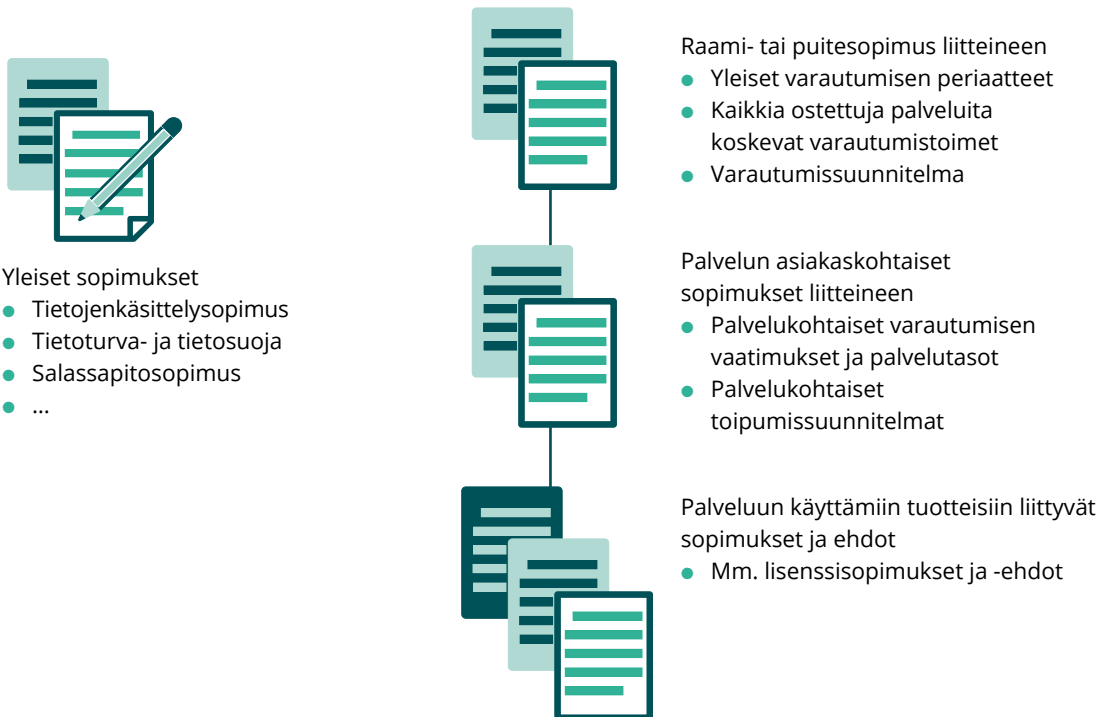 Yleiset sopimukset
● Tietojenkäsittelysopimus
● Tietoturva- ja tietosuoja
● Salassapitosopimus
● ...
Raami- tai puitesopimus liitteineen
● Yleiset varautumisen periaatteet
● Kaikkia ostettuja palveluita
koskevat varautumistoimet
● Varautumissuunnitelma
Palvelun asiakaskohtaiset
sopimukset liitteineen
● Palvelukohtaiset varautumisen
vaatimukset ja palvelutasot
● Palvelukohtaiset
toipumissuunnitelmat
Palveluun käyttämiin tuotteisiin liittyvät
sopimukset ja ehdot
● Mm. lisenssisopimukset ja -ehdot